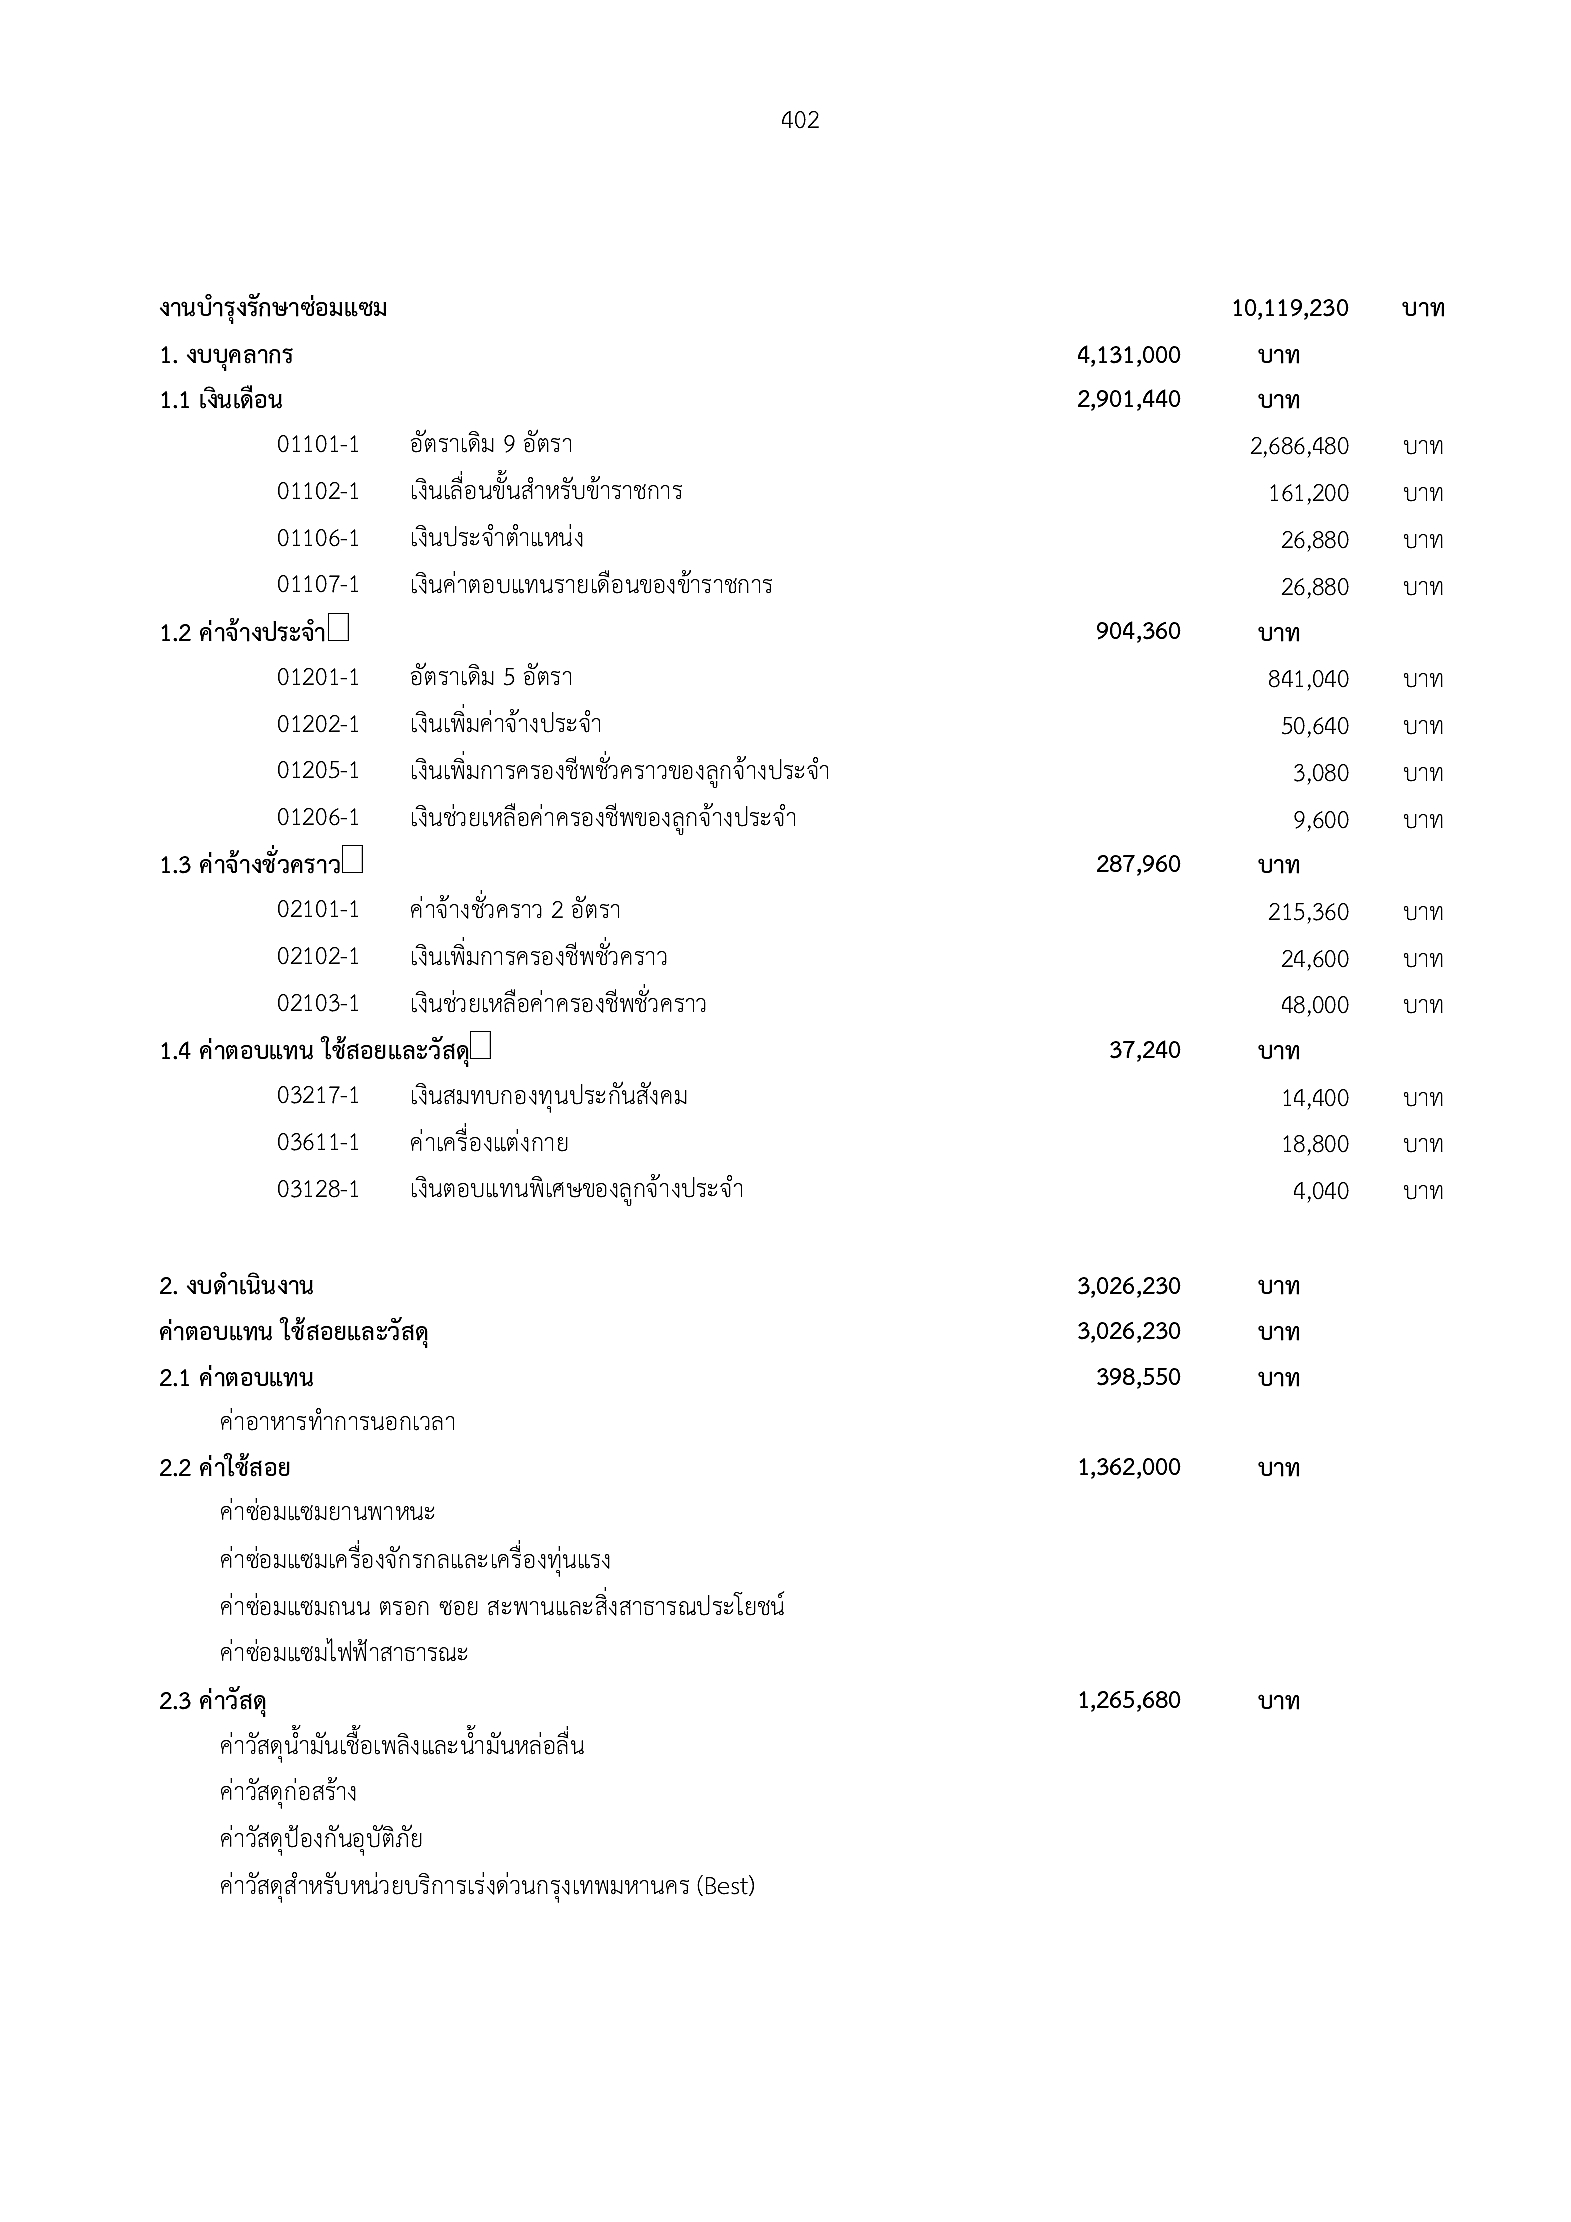 402
งานบำรุงรักษาซ่อมแซม 10,119,230 บาท
1. งบบุคลากร 4,131,000 บาท
1.1 เงินเดือน 2,901,440 บาท
01101-1 อัตราเดิม 9 อัตรา 2,686,480 บาท
01102-1 เงินเลื่อนขั้นสำหรับข้าราชการ 161,200 บาท
01106-1 เงินประจำตำแหน่ง 26,880 บาท
01107-1 เงินค่าตอบแทนรายเดือนของข้าราชการ 26,880 บาท
1.2 ค่าจ้างประจำ 904,360 บาท
01201-1 อัตราเดิม 5 อัตรา 841,040 บาท
01202-1 เงินเพิ่มค่าจ้างประจำ 50,640 บาท
01205-1 เงินเพิ่มการครองชีพชั่วคราวของลูกจ้างประจำ 3,080 บาท
01206-1 เงินช่วยเหลือค่าครองชีพของลูกจ้างประจำ 9,600 บาท
1.3 ค่าจ้างชั่วคราว 287,960 บาท
02101-1 ค่าจ้างชั่วคราว 2 อัตรา 215,360 บาท
02102-1 เงินเพิ่มการครองชีพชั่วคราว 24,600 บาท
02103-1 เงินช่วยเหลือค่าครองชีพชั่วคราว 48,000 บาท
1.4 ค่าตอบแทน ใช้สอยและวัสดุ 37,240 บาท
03217-1 เงินสมทบกองทุนประกันสังคม 14,400 บาท
03611-1 ค่าเครื่องแต่งกาย 18,800 บาท
03128-1 เงินตอบแทนพิเศษของลูกจ้างประจำ 4,040 บาท
2. งบดำเนินงาน 3,026,230 บาท
ค่าตอบแทน ใช้สอยและวัสดุ 3,026,230 บาท
2.1 ค่าตอบแทน 398,550 บาท
ค่าอาหารทำการนอกเวลา
2.2 ค่าใช้สอย 1,362,000 บาท
ค่าซ่อมแซมยานพาหนะ
ค่าซ่อมแซมเครื่องจักรกลและเครื่องทุ่นแรง
ค่าซ่อมแซมถนน ตรอก ซอย สะพานและสิ่งสาธารณประโยชน์
ค่าซ่อมแซมไฟฟ้าสาธารณะ
2.3 ค่าวัสดุ 1,265,680 บาท
ค่าวัสดุน้ำมันเชื้อเพลิงและน้ำมันหล่อลื่น
ค่าวัสดุก่อสร้าง
ค่าวัสดุป้องกันอุบัติภัย
ค่าวัสดุสำหรับหน่วยบริการเร่งด่วนกรุงเทพมหานคร (Best)